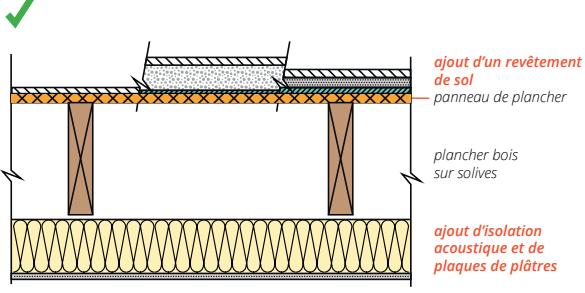 ajout d'un revêtement
de sol
panneau de plancher
plancher bois
sur solives
ajout d'isolation
acoustique et de
plaques de plâtres